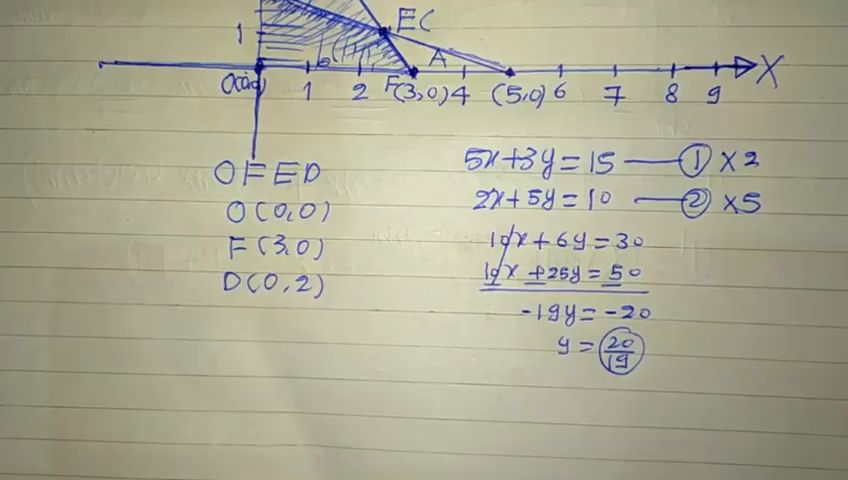 EC
1
A X
O(0,0) 1 2 F(3,0) 4 (5,0) 6 7 8 9
OFED
O(0,0)
F(3,0)
D(0,2)
5x+3y=15 — ① ×2
2x+5y=10 — ② ×5
10x+6y=30
10x+25y=50
-19y=-20
y=20/19